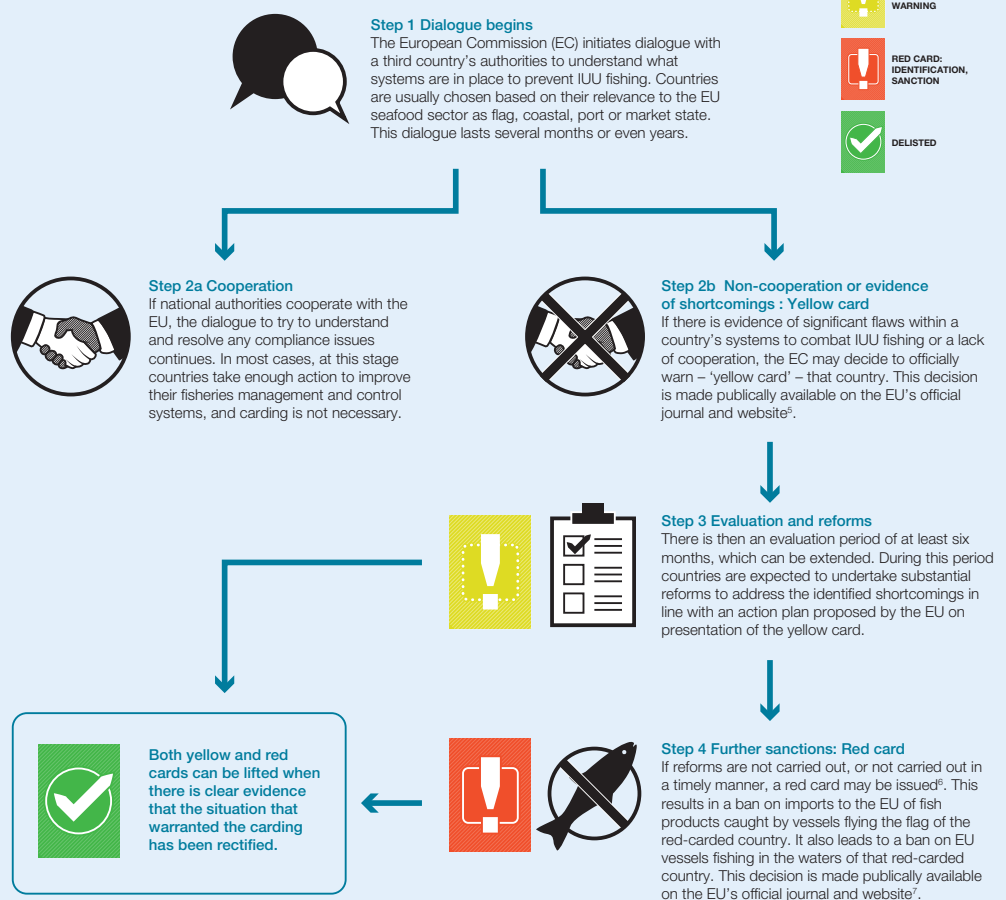 Step 1 Dialogue begins
The European Commission (EC) initiates dialogue with
a third country's authorities to understand what
systems are in place to prevent IUU fishing. Countries
are usually chosen based on their relevance to the EU
seafood sector as flag, coastal, port or market state.
This dialogue lasts several months or even years.
WARNING
RED CARD:
IDENTIFICATION,
SANCTION
DELISTED
Step 2a Cooperation
If national authorities cooperate with the
EU, the dialogue to try to understand
and resolve any compliance issues
continues. In most cases, at this stage
countries take enough action to improve
their fisheries management and control
systems, and carding is not necessary.
Step 2b Non-cooperation or evidence
of shortcomings : Yellow card
If there is evidence of significant flaws within a
country's systems to combat IUU fishing or a lack
of cooperation, the EC may decide to officially
warn – 'yellow card' – that country. This decision
is made publically available on the EU's official
journal and website⁵.
Step 3 Evaluation and reforms
There is then an evaluation period of at least six
months, which can be extended. During this period
countries are expected to undertake substantial
reforms to address the identified shortcomings in
line with an action plan proposed by the EU on
presentation of the yellow card.
Both yellow and red
cards can be lifted when
there is clear evidence
that the situation that
warranted the carding
has been rectified.
Step 4 Further sanctions: Red card
If reforms are not carried out, or not carried out in
a timely manner, a red card may be issued⁶. This
results in a ban on imports to the EU of fish
products caught by vessels flying the flag of the
red-carded country. It also leads to a ban on EU
vessels fishing in the waters of that red-carded
country. This decision is made publically available
on the EU's official journal and website⁷.